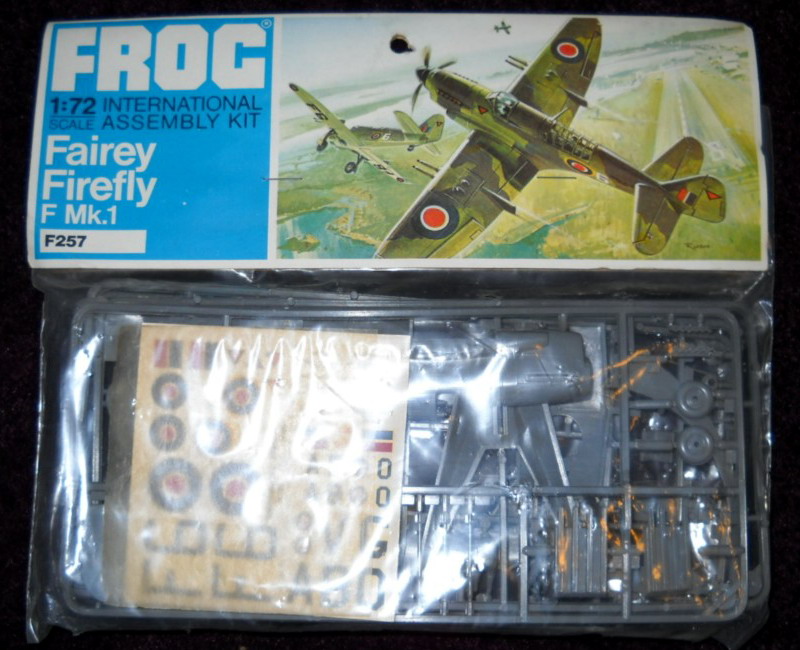 FROG®
1:72 INTERNATIONAL
SCALE ASSEMBLY KIT
Fairey
Firefly
F Mk.1
F257